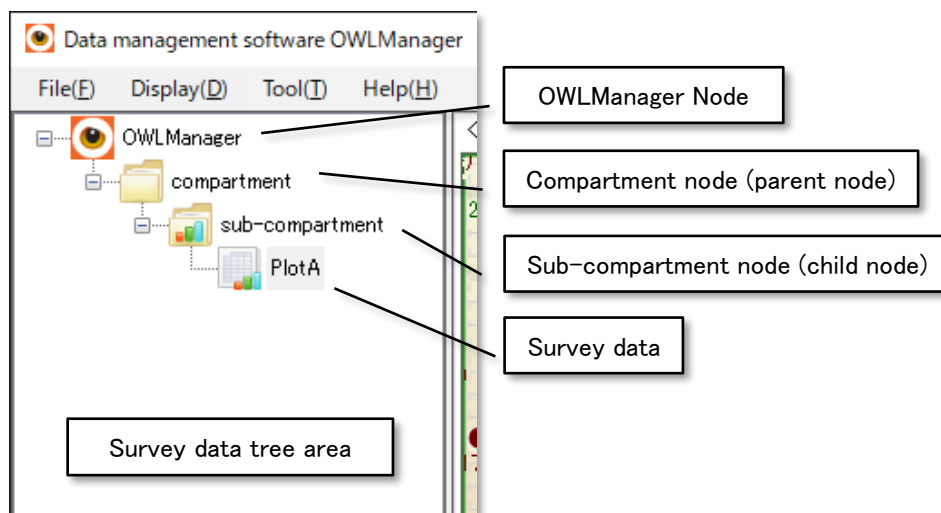 Data management software OWLManager
File(F) Display(D) Tool(T) Help(H)
OWLManager Node
OWLManager
compartment
Compartment node (parent node)
2
sub-compartment
Sub-compartment node (child node)
PlotA
Survey data
Survey data tree area